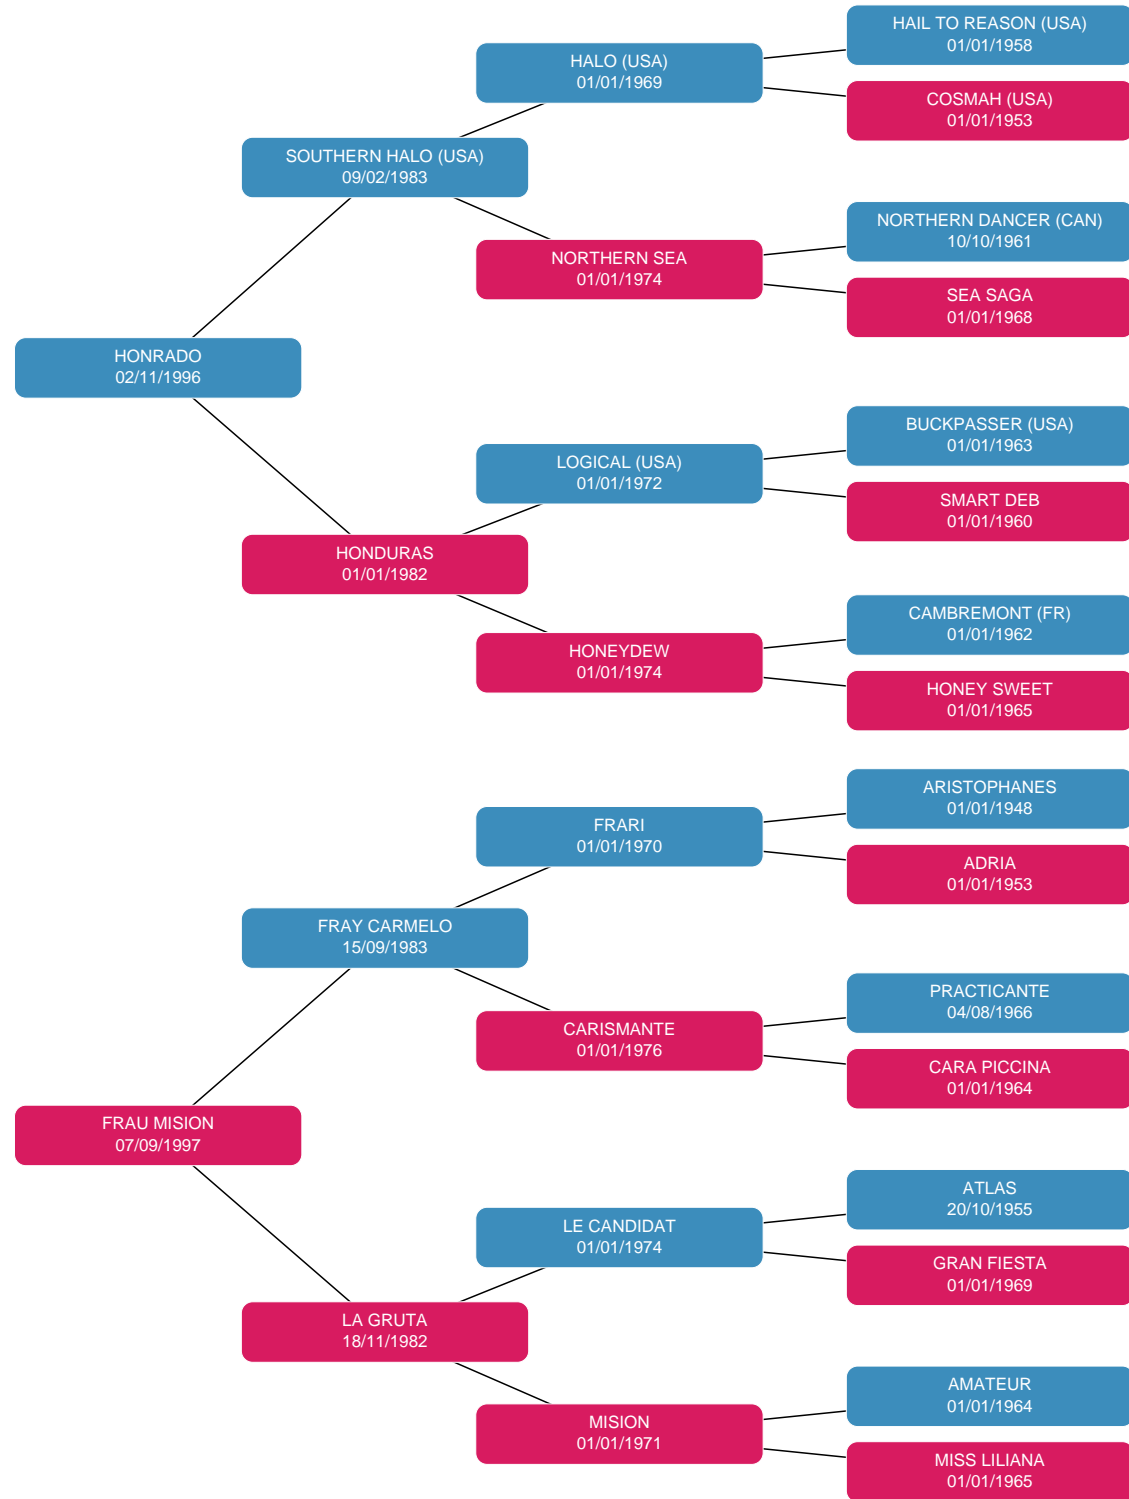 HAIL TO REASON (USA)
01/01/1958
HALO (USA)
01/01/1969
COSMAH (USA)
01/01/1953
SOUTHERN HALO (USA)
09/02/1983
NORTHERN DANCER (CAN)
10/10/1961
NORTHERN SEA
01/01/1974
SEA SAGA
01/01/1968
HONRADO
02/11/1996
BUCKPASSER (USA)
01/01/1963
LOGICAL (USA)
01/01/1972
SMART DEB
01/01/1960
HONDURAS
01/01/1982
CAMBREMONT (FR)
01/01/1962
HONEYDEW
01/01/1974
HONEY SWEET
01/01/1965
ARISTOPHANES
01/01/1948
FRARI
01/01/1970
ADRIA
01/01/1953
FRAY CARMELO
15/09/1983
PRACTICANTE
04/08/1966
CARISMANTE
01/01/1976
CARA PICCINA
01/01/1964
FRAU MISION
07/09/1997
ATLAS
20/10/1955
LE CANDIDAT
01/01/1974
GRAN FIESTA
01/01/1969
LA GRUTA
18/11/1982
AMATEUR
01/01/1964
MISION
01/01/1971
MISS LILIANA
01/01/1965